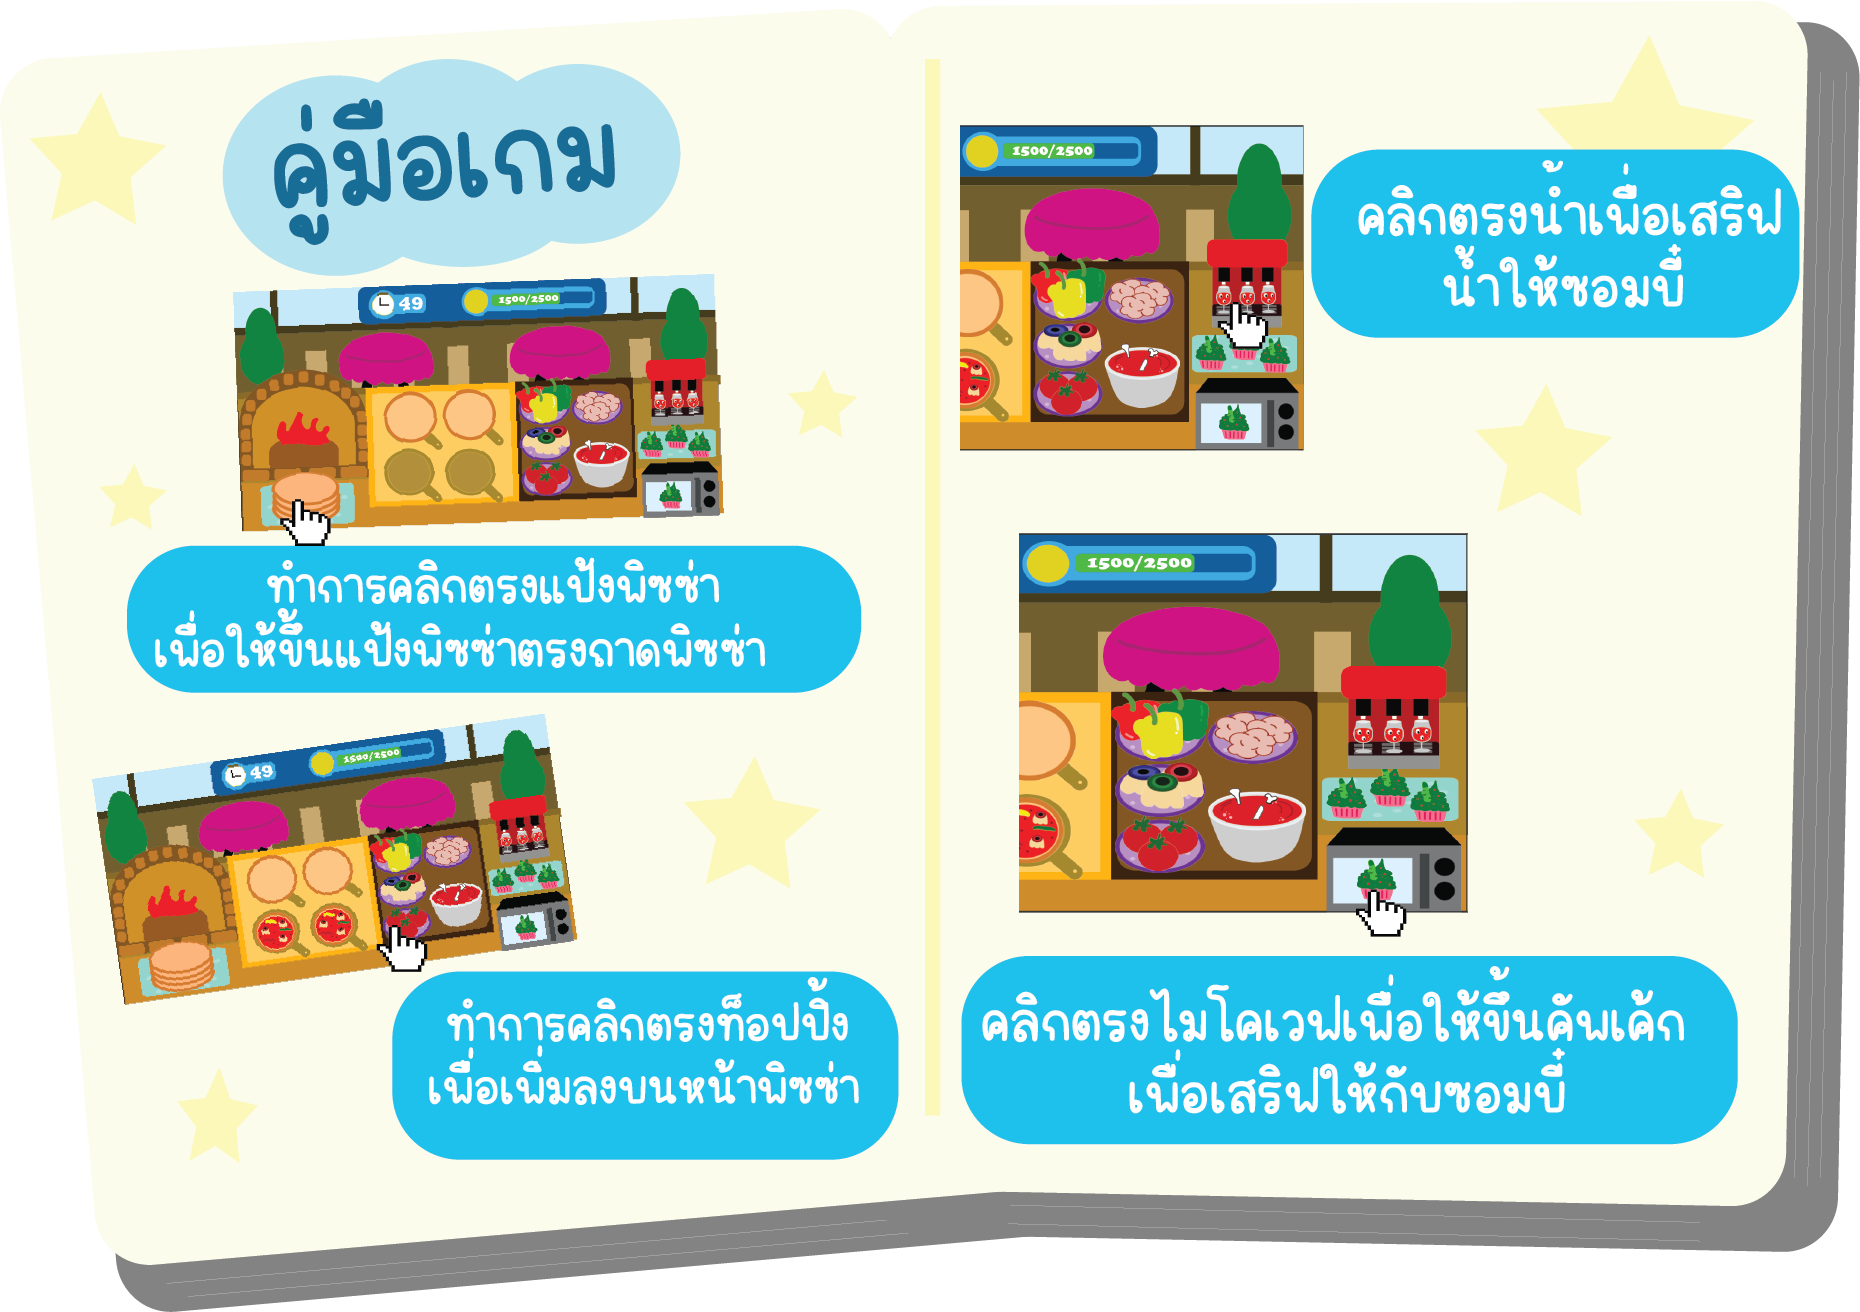 คู่มือเกม
49
1500/2500
ทำการคลิกตรงแป้งพิซซ่า
เพื่อให้ขึ้นแป้งพิซซ่าตรงถาดพิซซ่า
49
1500/2500
ทำการคลิกตรงท็อปปิ้ง
เพื่อเพิ่มลงบนหน้าพิซซ่า
1500/2500
คลิกตรงน้ำเพื่อเสริฟ
น้ำให้ซอมบี๋
1500/2500
คลิกตรงไมโคเวฟเพื่อให้ขึ้นคัพเค้ก
เพื่อเสริฟให้กับซอมบี๋